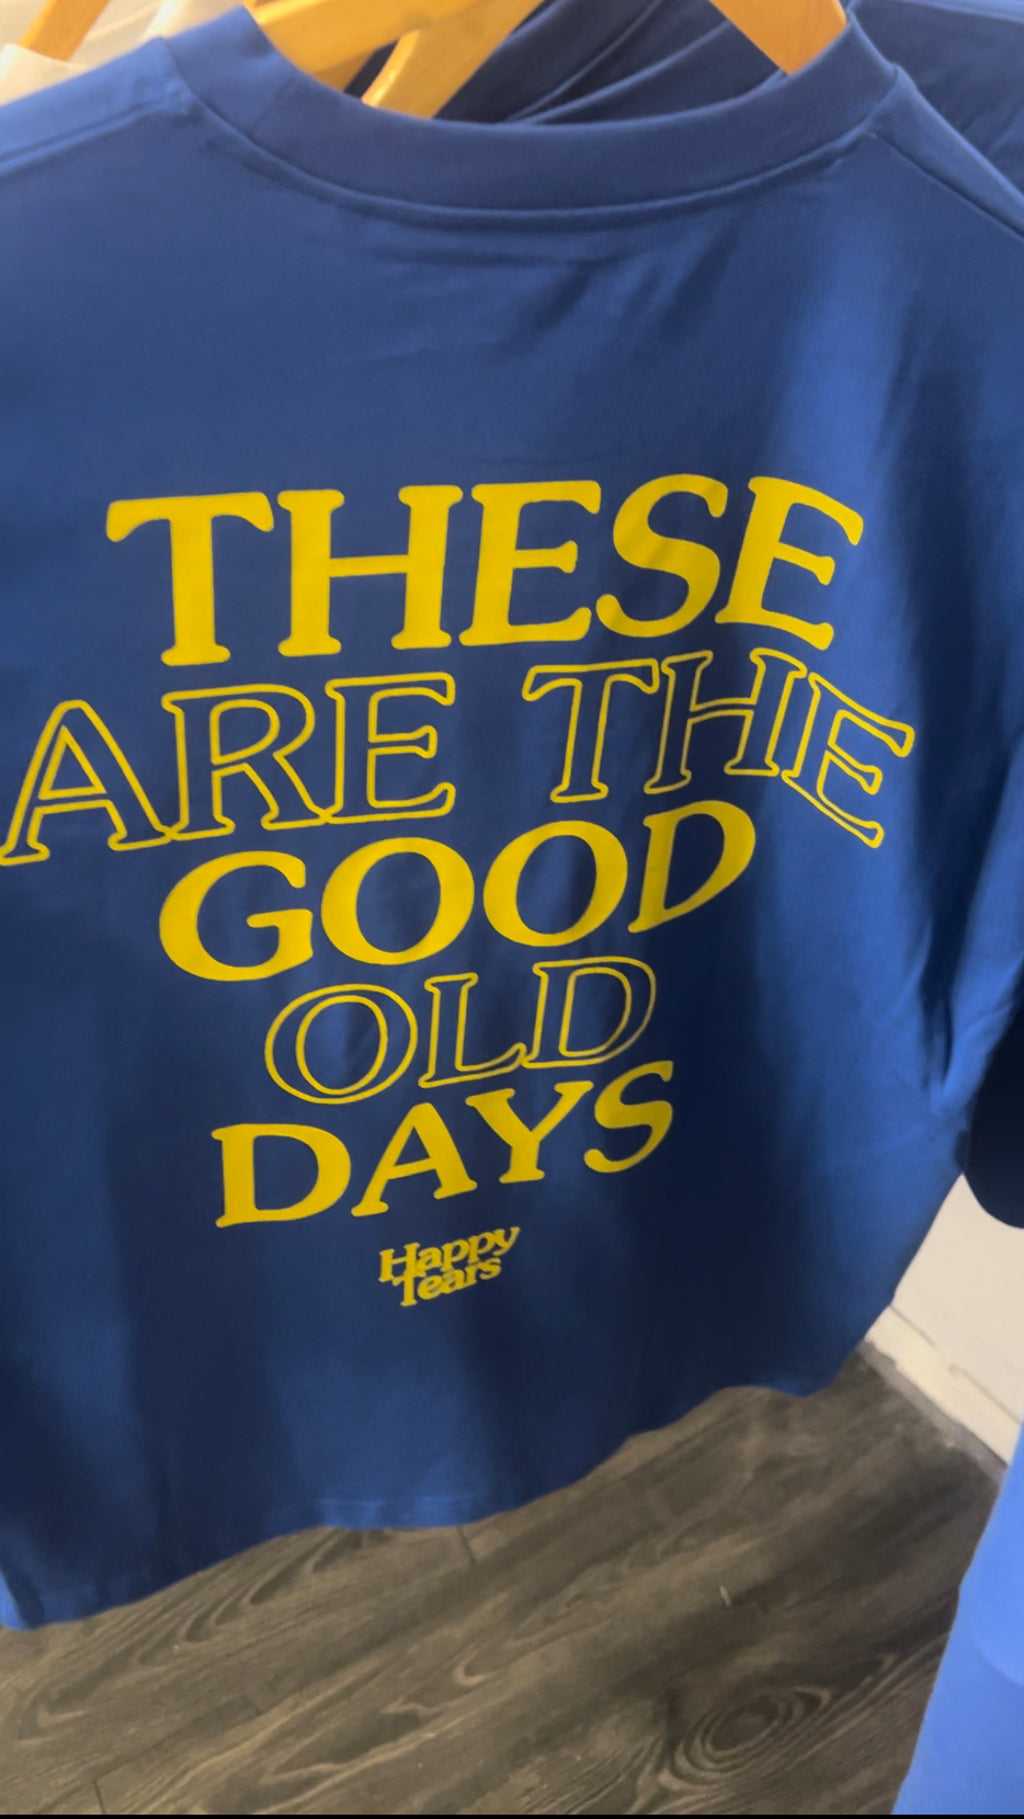 THESE
ARE THE
GOOD
OLD
DAYS
Happy
Tears